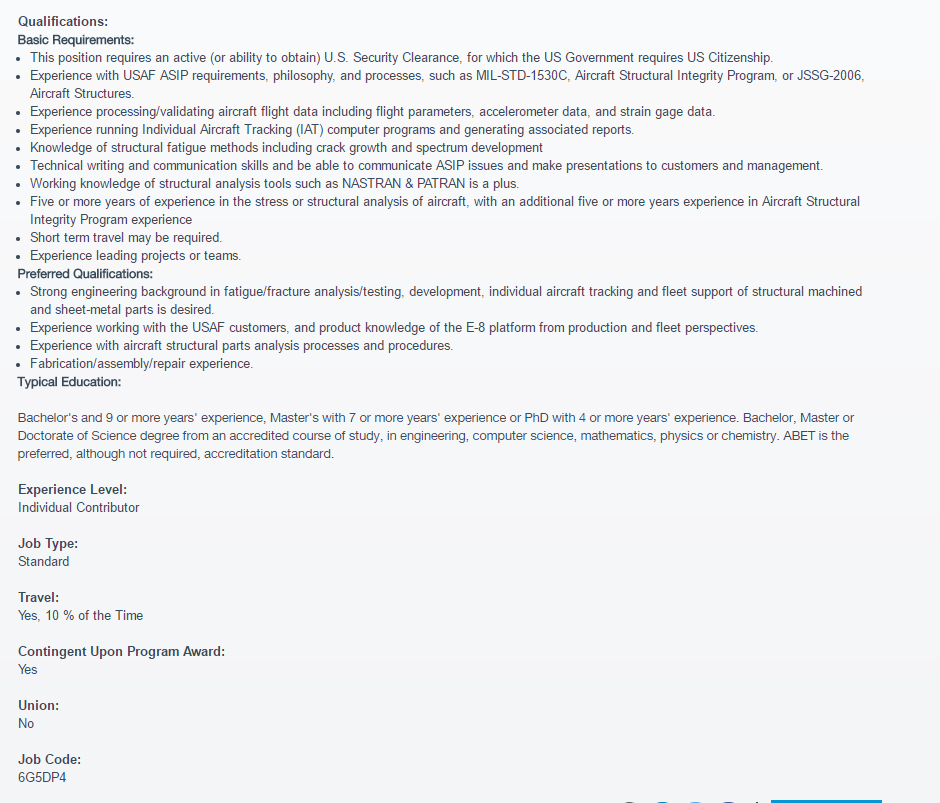 Qualifications:
Basic Requirements:
• This position requires an active (or ability to obtain) U.S. Security Clearance, for which the US Government requires US Citizenship.
• Experience with USAF ASIP requirements, philosophy, and processes, such as MIL-STD-1530C, Aircraft Structural Integrity Program, or JSSG-2006,
Aircraft Structures.
• Experience processing/validating aircraft flight data including flight parameters, accelerometer data, and strain gage data.
• Experience running Individual Aircraft Tracking (IAT) computer programs and generating associated reports.
• Knowledge of structural fatigue methods including crack growth and spectrum development
• Technical writing and communication skills and be able to communicate ASIP issues and make presentations to customers and management.
• Working knowledge of structural analysis tools such as NASTRAN & PATRAN is a plus.
• Five or more years of experience in the stress or structural analysis of aircraft, with an additional five or more years experience in Aircraft Structural
Integrity Program experience
• Short term travel may be required.
• Experience leading projects or teams.
Preferred Qualifications:
• Strong engineering background in fatigue/fracture analysis/testing, development, individual aircraft tracking and fleet support of structural machined
and sheet-metal parts is desired.
• Experience working with the USAF customers, and product knowledge of the E-8 platform from production and fleet perspectives.
• Experience with aircraft structural parts analysis processes and procedures.
• Fabrication/assembly/repair experience.
Typical Education:
Bachelor's and 9 or more years' experience, Master's with 7 or more years' experience or PhD with 4 or more years' experience. Bachelor, Master or
Doctorate of Science degree from an accredited course of study, in engineering, computer science, mathematics, physics or chemistry. ABET is the
preferred, although not required, accreditation standard.
Experience Level:
Individual Contributor
Job Type:
Standard
Travel:
Yes, 10 % of the Time
Contingent Upon Program Award:
Yes
Union:
No
Job Code:
6G5DP4